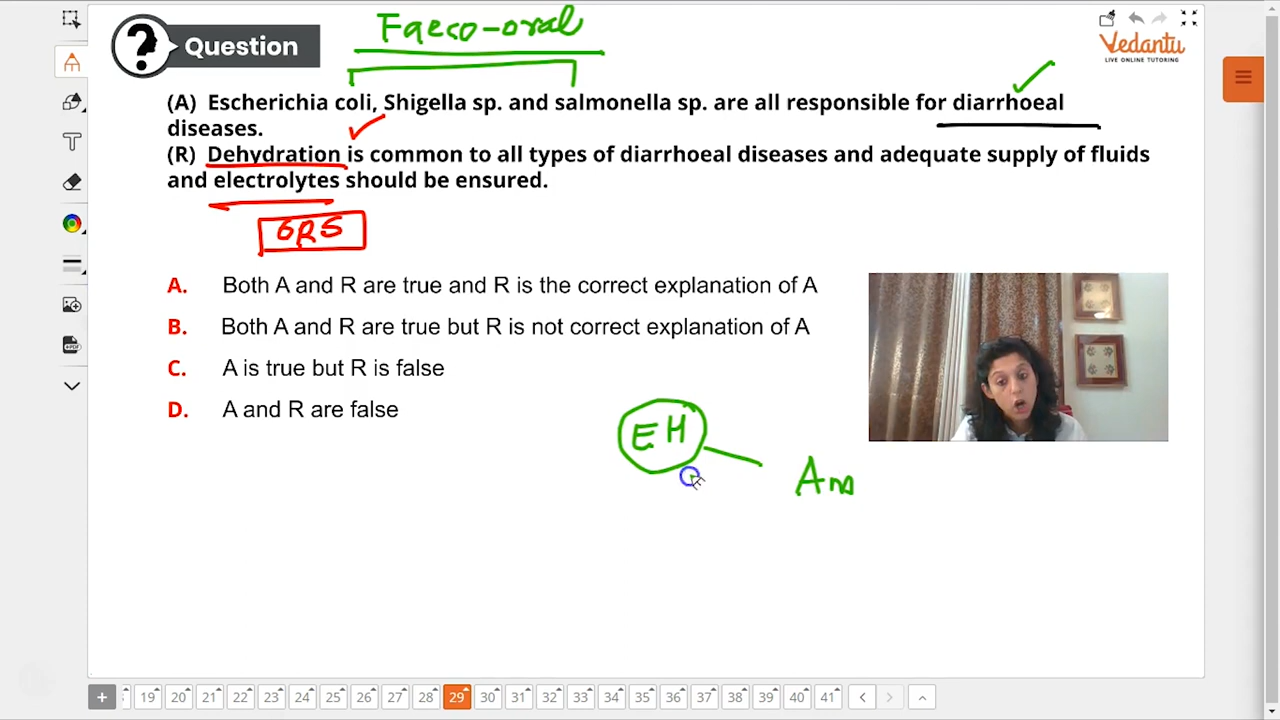 Faeco-oral
? Question
Vedantu
LIVE ONLINE TUTORING
(A) Escherichia coli, Shigella sp. and salmonella sp. are all responsible for diarrhoeal
diseases.
(R) Dehydration is common to all types of diarrhoeal diseases and adequate supply of fluids
and electrolytes should be ensured.
ORS
A. Both A and R are true and R is the correct explanation of A
B. Both A and R are true but R is not correct explanation of A
C. A is true but R is false
D. A and R are false
EH
Am
+ 19 20 21 22 23 24 25 26 27 28 29 30 31 32 33 34 35 36 37 38 39 40 41